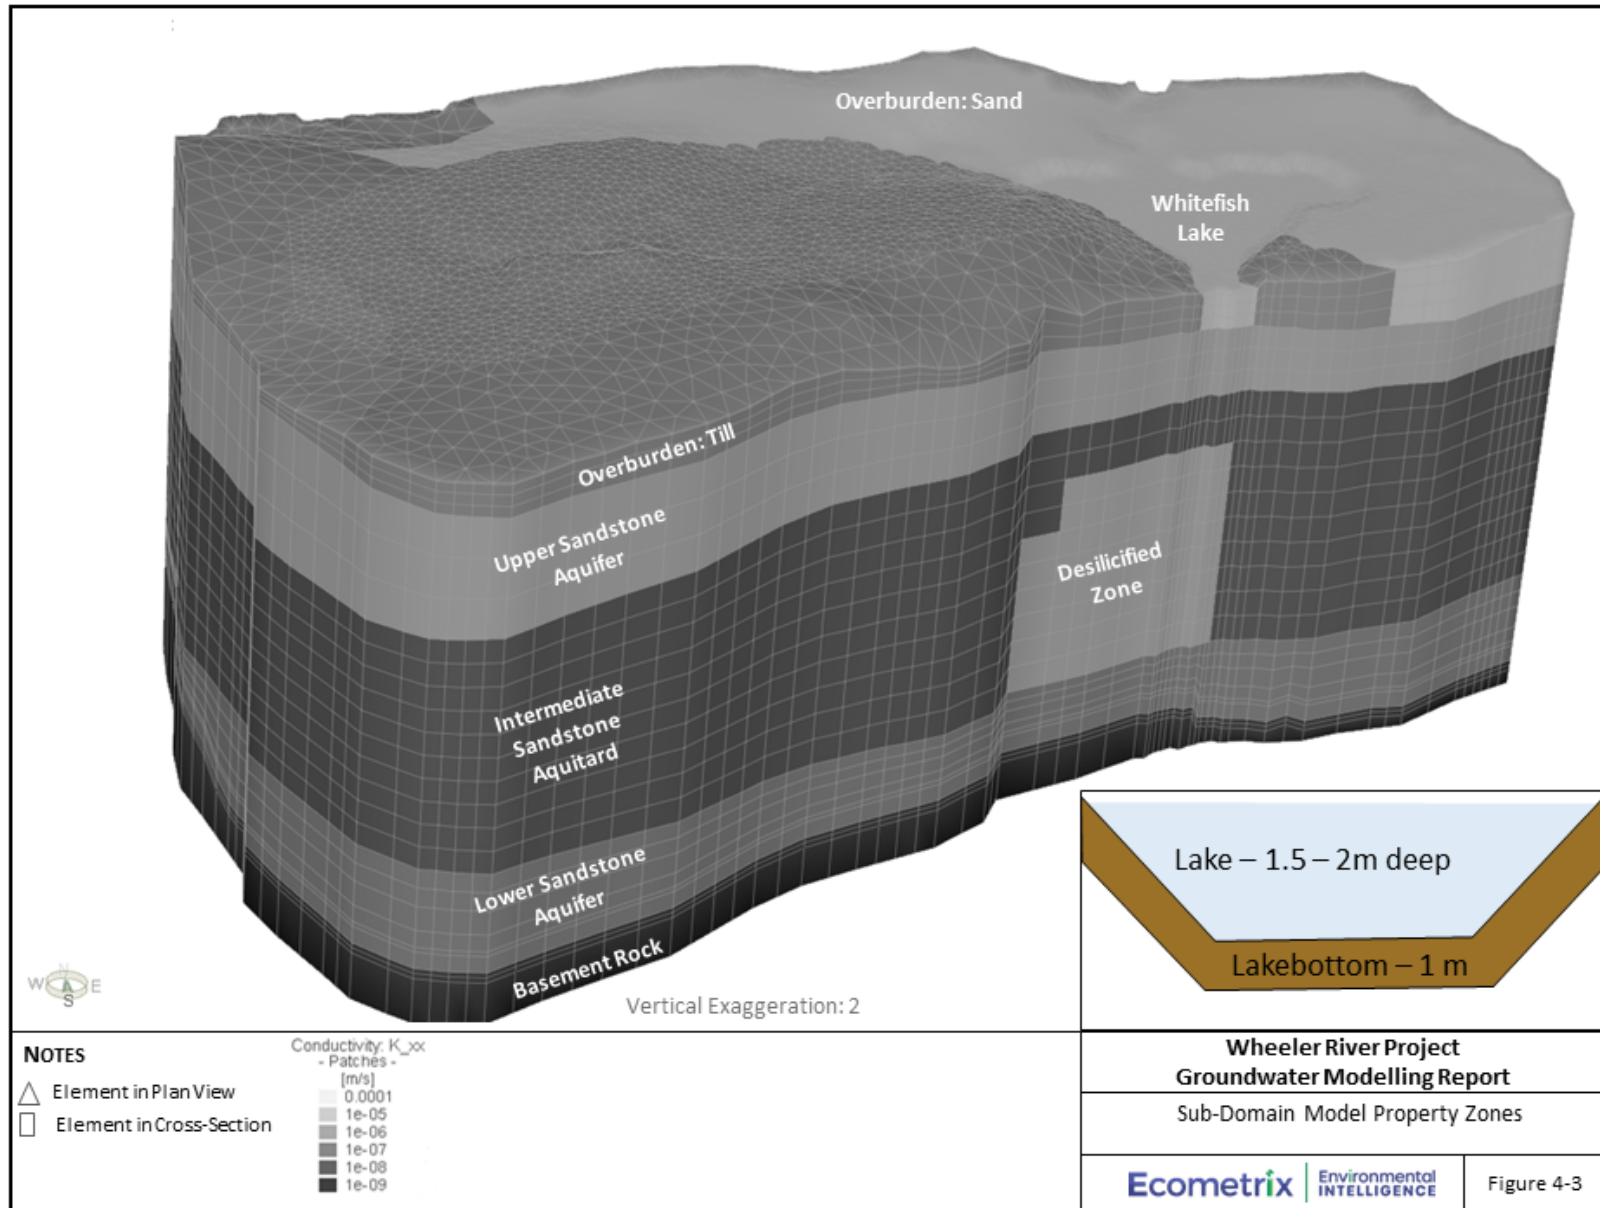 Overburden: Sand
Whitefish
Lake
Overburden: Till
Upper Sandstone
Aquifer
Desilicified
Zone
Intermediate
Sandstone
Aquitard
Lower Sandstone
Aquifer
Basement Rock
Vertical Exaggeration: 2
W N E
S
Lake – 1.5 – 2m deep
Lakebottom – 1 m
NOTES
Element in Plan View
Element in Cross-Section
Conductivity: K_xx
- Patches -
[m/s]
0.0001
1e-05
1e-06
1e-07
1e-08
1e-09
Wheeler River Project
Groundwater Modelling Report
Sub-Domain Model Property Zones
Ecometrix
Environmental
INTELLIGENCE
Figure 4-3